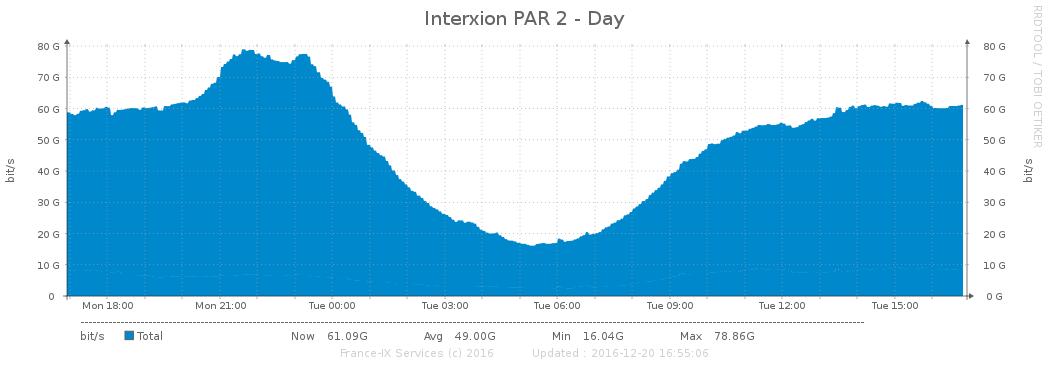 Interxion PAR 2 - Day
RRDTOOL / TOBI OETIKER
bit/s
80 G
70 G
60 G
50 G
40 G
30 G
20 G
10 G
0
80 G
70 G
60 G
50 G
40 G
30 G
20 G
10 G
0 G
bit/s
Mon 18:00 Mon 21:00 Tue 00:00 Tue 03:00 Tue 06:00 Tue 09:00 Tue 12:00 Tue 15:00
bit/s Total Now 61.09G Avg 49.00G Min 16.04G Max 78.86G
France-IX Services (c) 2016 Updated : 2016-12-20 16:55:06